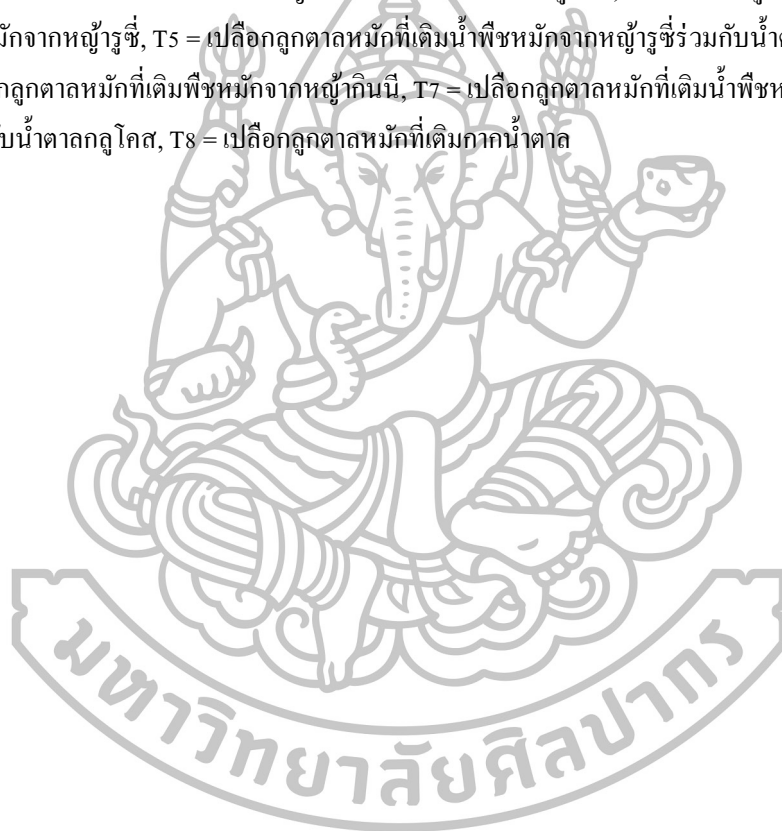 มักจากหญ้ารูซี่, T5 = เปลือกลูกตาลหมักที่เติมน้ำพืชหมักจากหญ้ารูซี่ร่วมกับน้ำ
กลูกตาลหมักที่เติมพืชหมักจากหญ้ากินนี, T7 = เปลือกลูกตาลหมักที่เติมน้ำพืช
น้ำตาลกลูโคส, T8 = เปลือกลูกตาลหมักที่เติมกากน้ำตาล
มหาวิทยาลัยศิลปากร